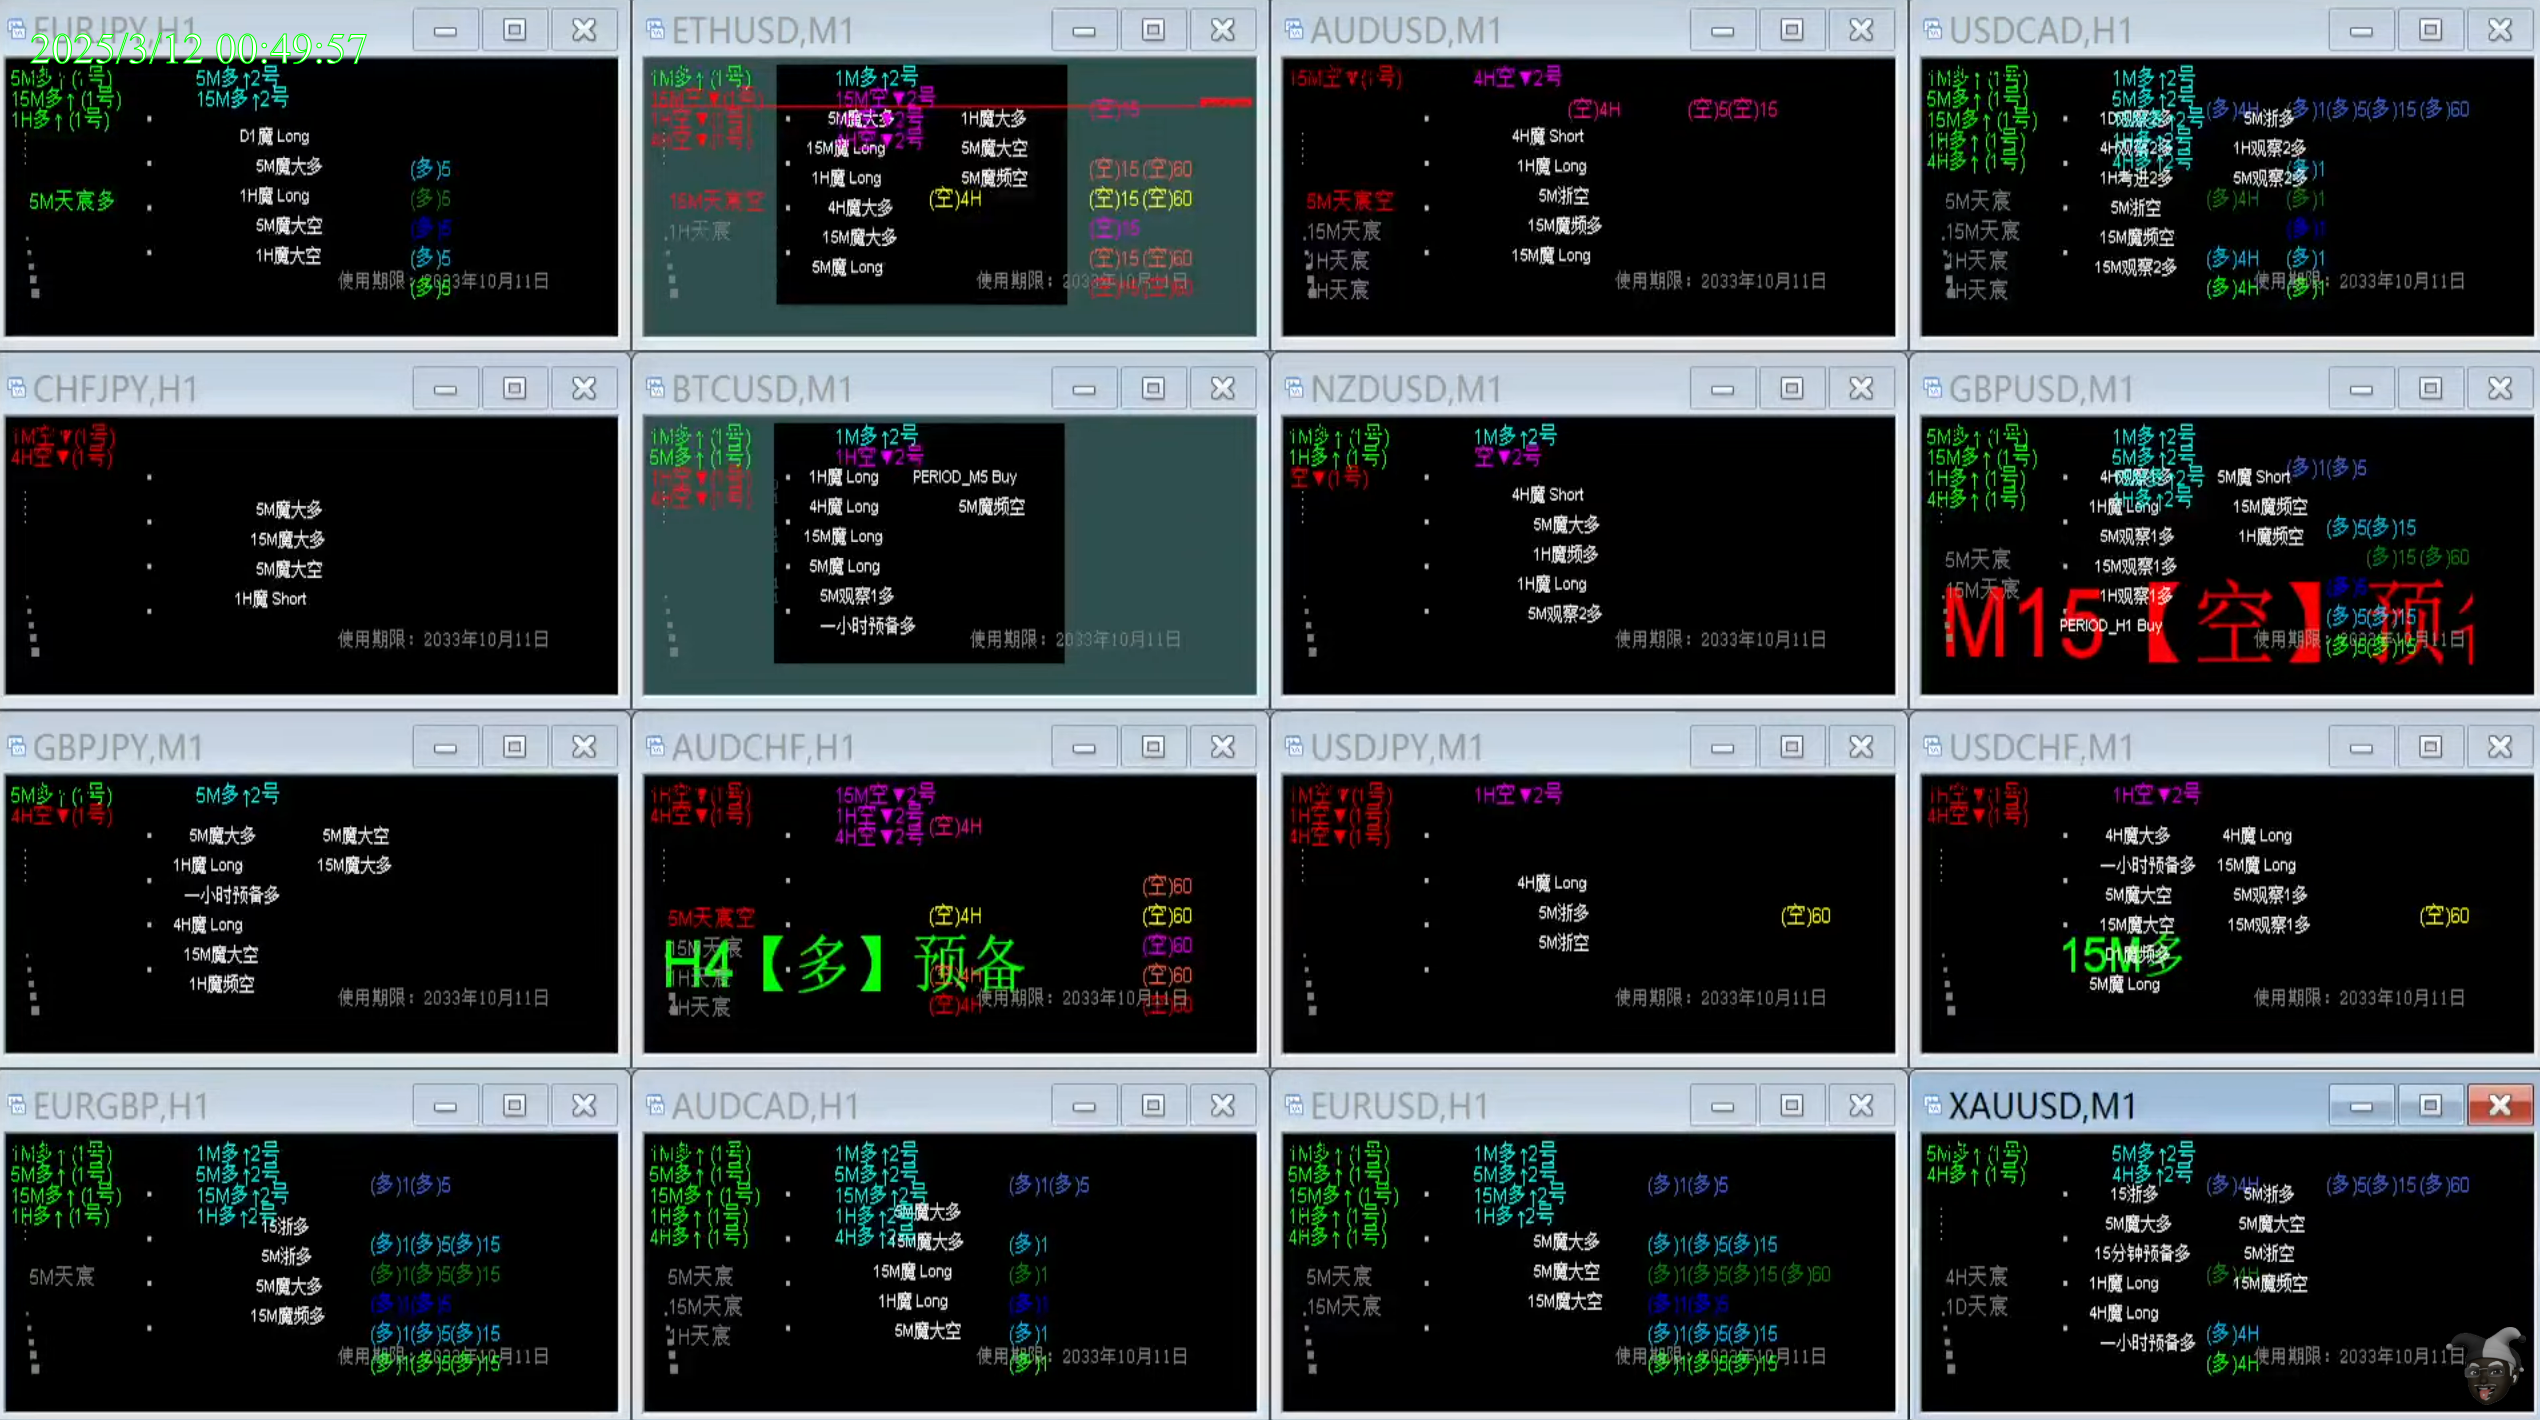 2025/3/12 00:49:57
EURJPY,H1
5M多↑(1号) 5M多↑2号
15M多↑(1号) 15M多↑2号
1H多↑(1号)
D1魔 Long
5M魔大多 (多)5
5M天宸多 1H魔 Long (多)5
5M魔大空 (多)5
1H魔大空 (多)5
使用期限：2033年10月11日
(多)5
ETHUSD,M1
1M多↑(1号) 1M多↑2号
15M空▼(1号) 15M空▼2号
1H空▼(1号) 5M魔大多 1H魔大多 (空)15
4H空▼(1号) 4H空▼2号
15M魔 Long 5M魔大空
1H魔 Long 5M魔频空 (空)15(空)60
15M天宸空 4H魔大多 (空)4H (空)15(空)60
1H天宸 15M魔大多 (空)15
5M魔 Long (空)15(空)60
使用期限：2033年10月11日
AUDUSD,M1
15M空▼(1号) 4H空▼2号
(空)4H (空)5(空)15
4H魔 Short
1H魔 Long
5M天宸空 5M浙空
15M天宸 15M魔频多
1H天宸 15M魔 Long
使用期限：2033年10月11日
4H天宸
USDCAD,H1
1M多↑(1号) 1M多↑2号
5M多↑(1号) 5M多↑2号 (多)4H (多)1(多)5(多)15(多)60
15M多↑(1号) 5M浙多
1H多↑(1号) 4H观察2多 1H观察2多
4H多↑(1号) 4H多↑2号 (多)1
1H考进2多 5M观察2多
5M天宸 5M浙空 (多)4H (多)1
15M天宸 15M魔频空 (多)1
1H天宸 15M观察2多 (多)4H (多)1
4H天宸 (多)4H (多)1
使用期限：2033年10月11日
CHFJPY,H1
1M空▼(1号)
4H空▼(1号)
5M魔大多
15M魔大多
5M魔大空
1H魔 Short
使用期限：2033年10月11日
BTCUSD,M1
1M多↑(1号) 1M多↑2号
5M多↑(1号) 1H空▼2号
1H空▼(1号) 1H魔 Long PERIOD_M5 Buy
4H空▼(1号) 4H魔 Long 5M魔频空
15M魔 Long
5M魔 Long
5M观察1多
一小时预备多
使用期限：2033年10月11日
NZDUSD,M1
1M多↑(1号) 1M多↑2号
1H多↑(1号) 空▼2号
空▼(1号)
4H魔 Short
5M魔大多
1H魔频多
1H魔 Long
5M观察2多
使用期限：2033年10月11日
GBPUSD,M1
5M多↑(1号) 1M多↑2号
15M多↑(1号) 5M多↑2号 (多)1(多)5
1H多↑(1号) 4H观察1多 5M魔 Short
4H多↑(1号) 4H多↑2号
1H魔 Long 15M魔频空
5M观察1多 1H魔频空 (多)5(多)15
5M天宸 15M观察1多 (多)15(多)60
15M天宸 1H观察1多 (多)5
PERIOD_H1 Buy (多)5(多)15
M15【空】预备
使用期限：2033年10月11日
(多)5(多)15
GBPJPY,M1
5M多↑(1号) 5M多↑2号
4H空▼(1号)
5M魔大多 5M魔大空
1H魔 Long 15M魔大多
一小时预备多
4H魔 Long
15M魔大空
1H魔频空
使用期限：2033年10月11日
AUDCHF,H1
1H空▼(1号) 15M空▼2号
4H空▼(1号) 1H空▼2号
4H空▼2号 (空)4H
(空)60
5M天宸空 (空)4H (空)60
15M天宸 (空)60
H4【多】预备
1H天宸 (空)4H (空)60
4H天宸 (空)4H (空)60
使用期限：2033年10月11日
USDJPY,M1
1M空▼(1号) 1H空▼2号
1H空▼(1号)
4H空▼(1号)
4H魔 Long
5M浙多 (空)60
5M浙空
使用期限：2033年10月11日
USDCHF,M1
1H空▼(1号) 1H空▼2号
4H空▼(1号)
4H魔大多 4H魔 Long
一小时预备多 15M魔 Long
5M魔大空 5M观察1多
15M魔大空 15M观察1多 (空)60
15M多
D1魔频多
5M魔 Long
使用期限：2033年10月11日
EURGBP,H1
1M多↑(1号) 1M多↑2号
5M多↑(1号) 5M多↑2号 (多)1(多)5
15M多↑(1号) 15M多↑2号
1H多↑(1号) 1H多↑2号
15浙多
5M浙多 (多)1(多)5(多)15
5M天宸 5M魔大多 (多)1(多)5(多)15
15M魔频多 (多)1(多)5
(多)1(多)5(多)15
使用期限：2033年10月11日
(多)1(多)5(多)15
AUDCAD,H1
1M多↑(1号) 1M多↑2号
5M多↑(1号) 5M多↑2号 (多)1(多)5
15M多↑(1号) 15M多↑2号
1H多↑(1号) 1H多↑2号 5M魔大多
4H多↑(1号) 4H多↑2号 15M魔大多 (多)1
5M天宸 15M魔 Long (多)1
15M天宸 1H魔 Long (多)1
1H天宸 5M魔大空 (多)1
使用期限：2033年10月11日
(多)1
EURUSD,H1
1M多↑(1号) 1M多↑2号
5M多↑(1号) 5M多↑2号 (多)1(多)5
15M多↑(1号) 15M多↑2号
1H多↑(1号) 1H多↑2号
4H多↑(1号) 5M魔大多 (多)1(多)5(多)15
5M天宸 5M魔大空 (多)1(多)5(多)15(多)60
15M天宸 15M魔大空 (多)1(多)5
(多)1(多)5(多)15
使用期限：2033年10月11日
(多)1(多)5(多)15
XAUUSD,M1
5M多↑(1号) 5M多↑2号
4H多↑(1号) 4H多↑2号 (多)4H (多)5(多)15(多)60
15浙多 5M浙多
5M魔大多 5M魔大空
15分钟预备多 5M浙空
4H天宸 1H魔 Long (多)4H 15M魔频空
1D天宸 4H魔 Long
一小时预备多 (多)4H
(多)4H 使用期限：2033年10月11日